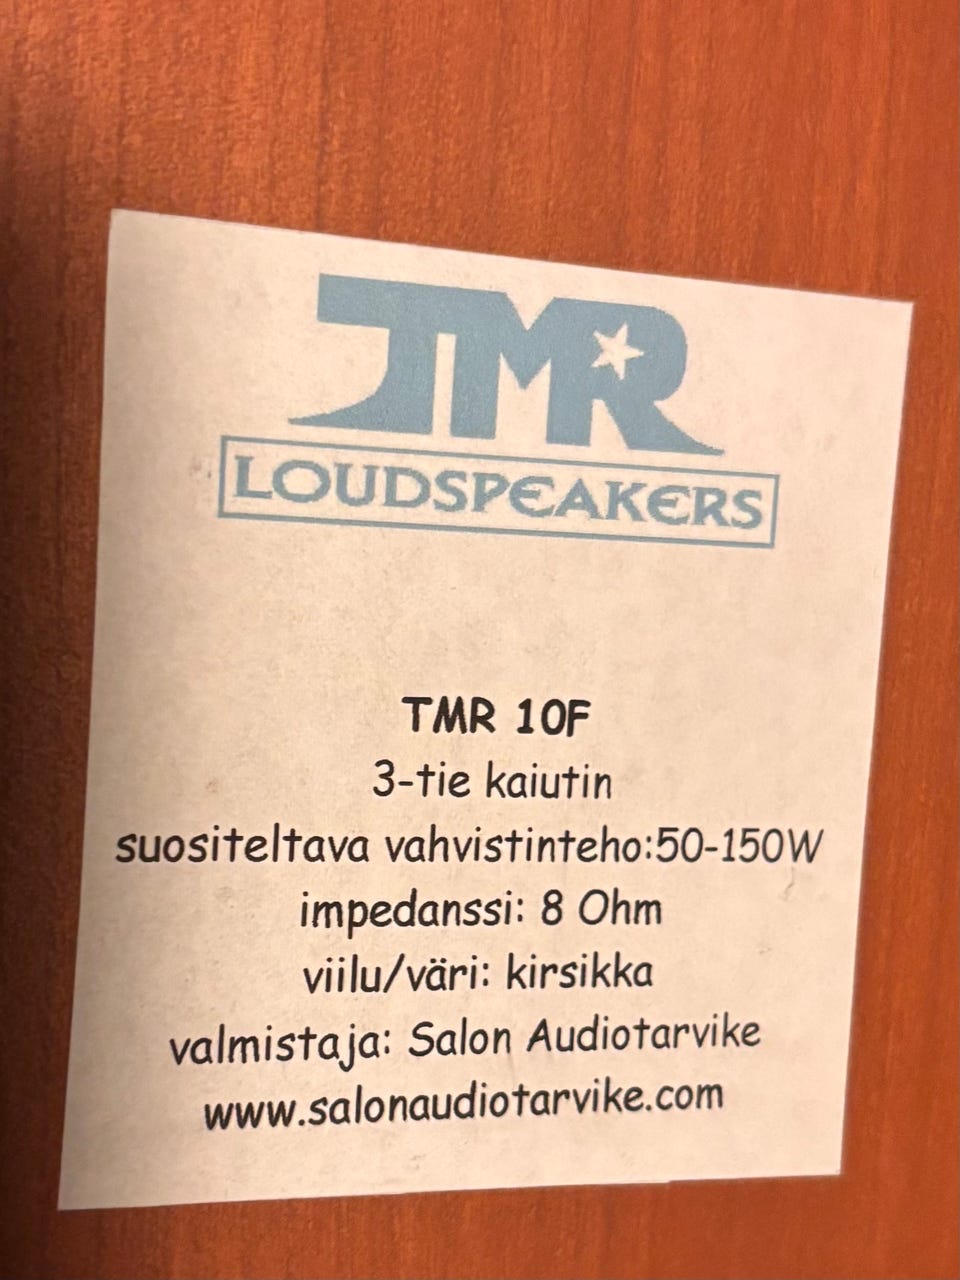 TMR
LOUDSPEAKERS
TMR 10F
3-tie kaiutin
suositeltava vahvistinteho:50-150W
impedanssi: 8 Ohm
viilu/väri: kirsikka
valmistaja: Salon Audiotarvike
www.salonaudiotarvike.com